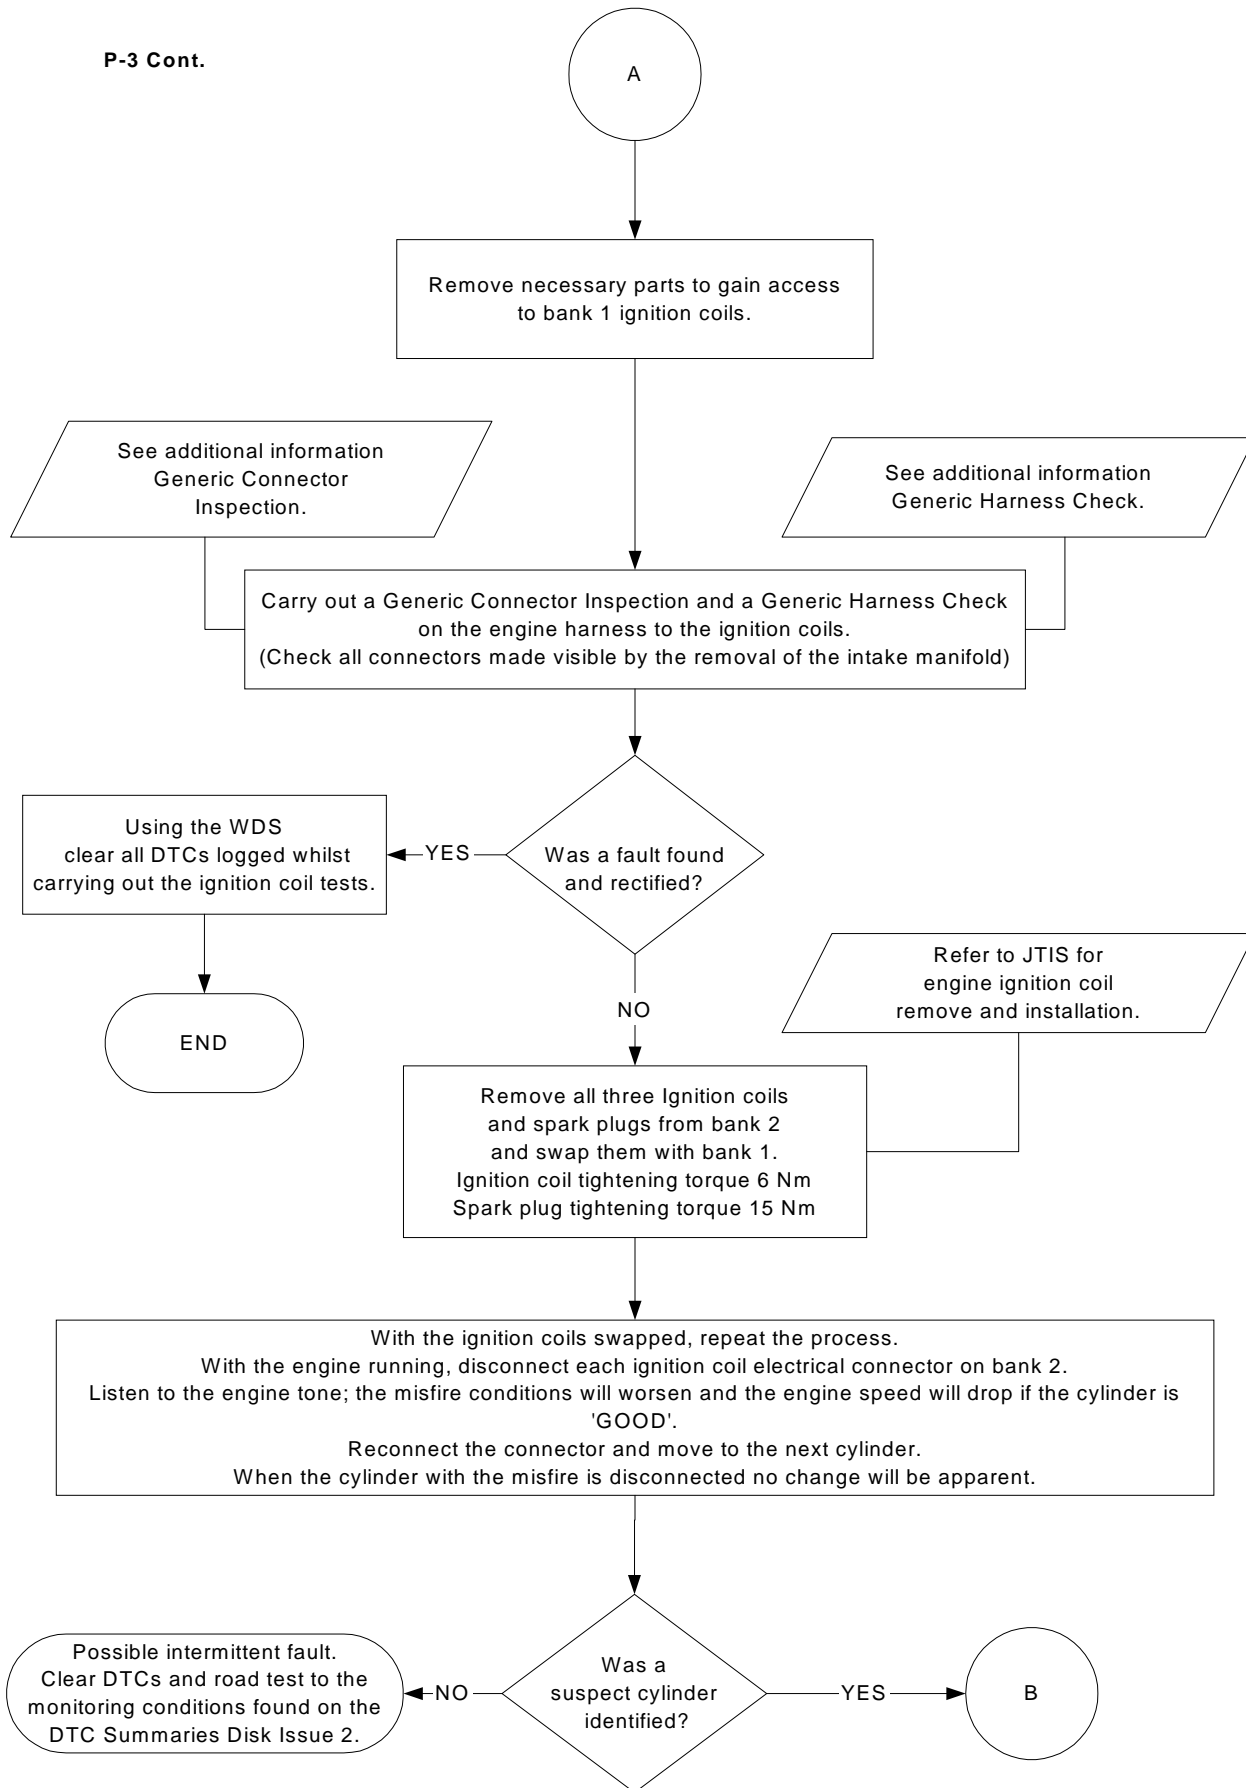 P-3 Cont.
A
Remove necessary parts to gain access
to bank 1 ignition coils.
See additional information
Generic Connector
Inspection.
See additional information
Generic Harness Check.
Carry out a Generic Connector Inspection and a Generic Harness Check
on the engine harness to the ignition coils.
(Check all connectors made visible by the removal of the intake manifold)
Using the WDS
clear all DTCs logged whilst
carrying out the ignition coil tests.
YES
Was a fault found
and rectified?
END
NO
Refer to JTIS for
engine ignition coil
remove and installation.
Remove all three Ignition coils
and spark plugs from bank 2
and swap them with bank 1.
Ignition coil tightening torque 6 Nm
Spark plug tightening torque 15 Nm
With the ignition coils swapped, repeat the process.
With the engine running, disconnect each ignition coil electrical connector on bank 2.
Listen to the engine tone; the misfire conditions will worsen and the engine speed will drop if the cylinder is
'GOOD'.
Reconnect the connector and move to the next cylinder.
When the cylinder with the misfire is disconnected no change will be apparent.
Possible intermittent fault.
Clear DTCs and road test to the
monitoring conditions found on the
DTC Summaries Disk Issue 2.
NO
Was a
suspect cylinder
identified?
YES
B